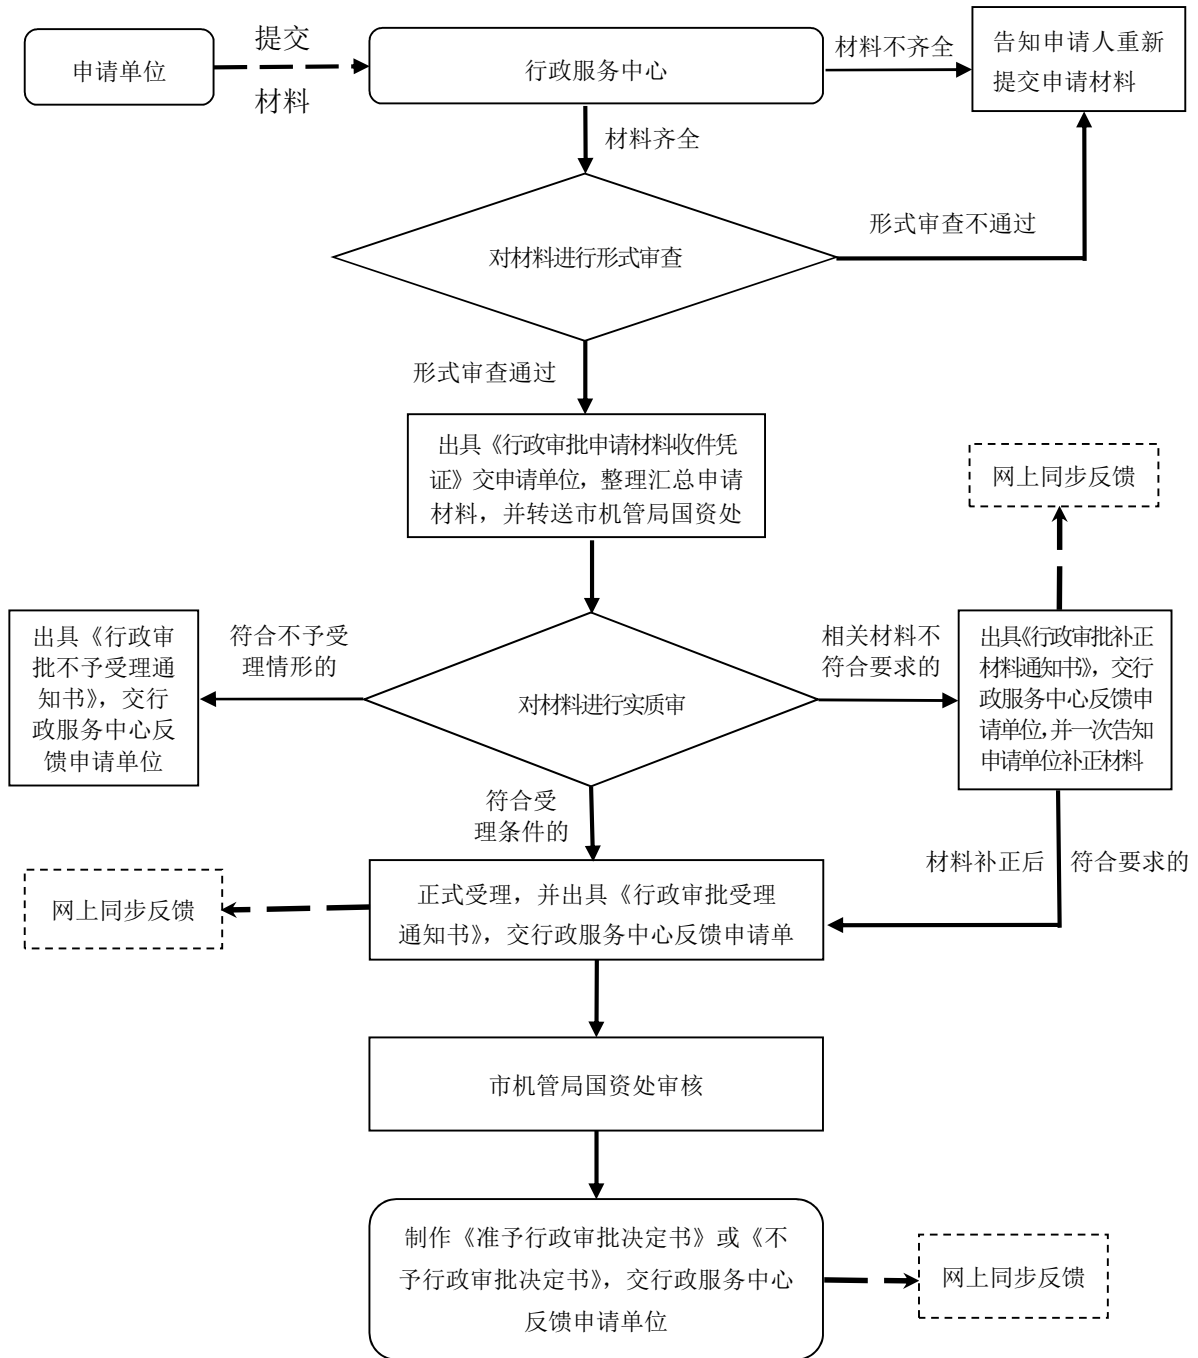 申请单位
提交
材料
行政服务中心
材料不齐全
告知申请人重新
提交申请材料
材料齐全
对材料进行形式审查
形式审查不通过
形式审查通过
出具《行政审批申请材料收件凭
证》交申请单位，整理汇总申请
材料，并转送市机管局国资处
网上同步反馈
出具《行政审
批不予受理通
知书》，交行
政服务中心反
馈申请单位
符合不予受
理情形的
对材料进行实质审
相关材料不
符合要求的
出具《行政审批补正
材料通知书》，交行
政服务中心反馈申
请单位，并一次告知
申请单位补正材料
符合受
理条件的
材料补正后
符合要求的
网上同步反馈
正式受理，并出具《行政审批受理
通知书》，交行政服务中心反馈申请单
市机管局国资处审核
制作《准予行政审批决定书》或《不
予行政审批决定书》，交行政服务中心
反馈申请单位
网上同步反馈